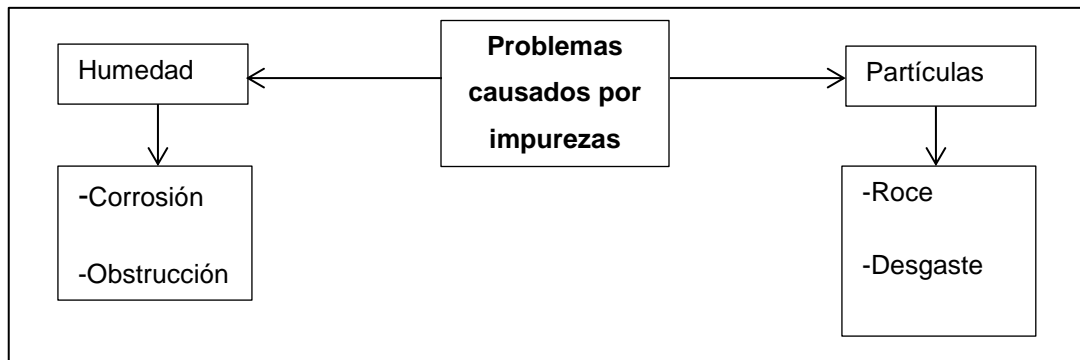 Problemas
causados por
impurezas
Humedad
-Corrosión
-Obstrucción
Partículas
-Roce
-Desgaste